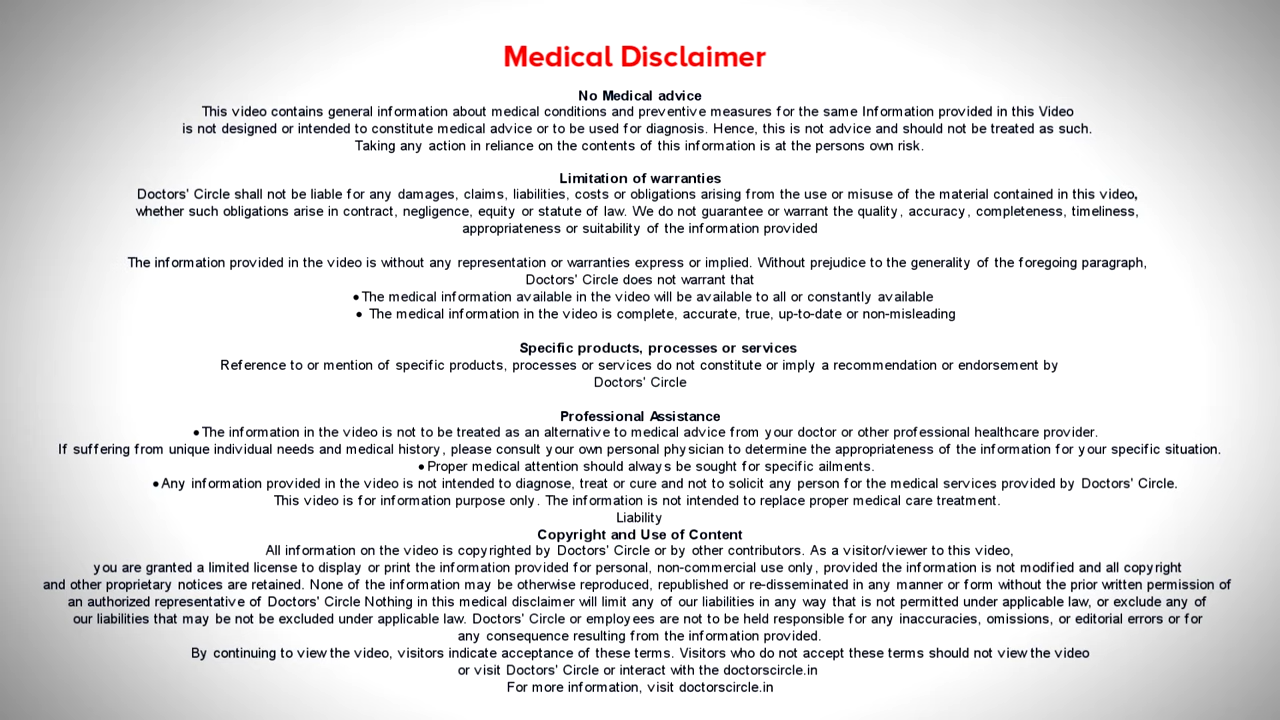 Medical Disclaimer
No Medical advice
This video contains general information about medical conditions and preventive measures for the same Information provided in this Video
is not designed or intended to constitute medical advice or to be used for diagnosis. Hence, this is not advice and should not be treated as such.
Taking any action in reliance on the contents of this information is at the persons own risk.
Limitation of warranties
Doctors' Circle shall not be liable for any damages, claims, liabilities, costs or obligations arising from the use or misuse of the material contained in this video,
whether such obligations arise in contract, negligence, equity or statute of law. We do not guarantee or warrant the quality, accuracy, completeness, timeliness,
appropriateness or suitability of the information provided
The information provided in the video is without any representation or warranties express or implied. Without prejudice to the generality of the foregoing paragraph,
Doctors' Circle does not warrant that
• The medical information available in the video will be available to all or constantly available
• The medical information in the video is complete, accurate, true, up-to-date or non-misleading
Specific products, processes or services
Reference to or mention of specific products, processes or services do not constitute or imply a recommendation or endorsement by
Doctors' Circle
Professional Assistance
• The information in the video is not to be treated as an alternative to medical advice from your doctor or other professional healthcare provider.
If suffering from unique individual needs and medical history, please consult your own personal physician to determine the appropriateness of the information for your specific situation.
• Proper medical attention should always be sought for specific ailments.
• Any information provided in the video is not intended to diagnose, treat or cure and not to solicit any person for the medical services provided by Doctors' Circle.
This video is for information purpose only. The information is not intended to replace proper medical care treatment.
Liability
Copyright and Use of Content
All information on the video is copyrighted by Doctors' Circle or by other contributors. As a visitor/viewer to this video,
you are granted a limited license to display or print the information provided for personal, non-commercial use only, provided the information is not modified and all copyright
and other proprietary notices are retained. None of the information may be otherwise reproduced, republished or re-disseminated in any manner or form without the prior written permission of
an authorized representative of Doctors' Circle Nothing in this medical disclaimer will limit any of our liabilities in any way that is not permitted under applicable law, or exclude any of
our liabilities that may be not be excluded under applicable law. Doctors' Circle or employees are not to be held responsible for any inaccuracies, omissions, or editorial errors or for
any consequence resulting from the information provided.
By continuing to view the video, visitors indicate acceptance of these terms. Visitors who do not accept these terms should not view the video
or visit Doctors' Circle or interact with the doctorscircle.in
For more information, visit doctorscircle.in